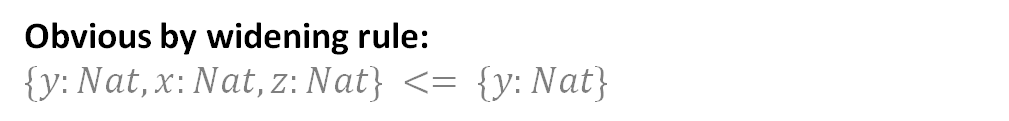 Obvious by widening rule:
{y: Nat, x: Nat, z: Nat} <= {y: Nat}